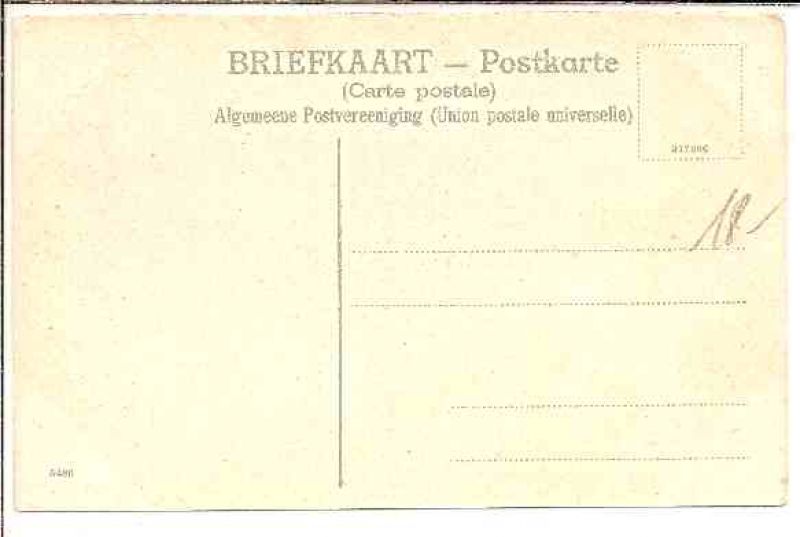 BRIEFKAART — Postkarte
(Carte postale)
Algemeene Postvereeniging (Union postale universelle)
18-